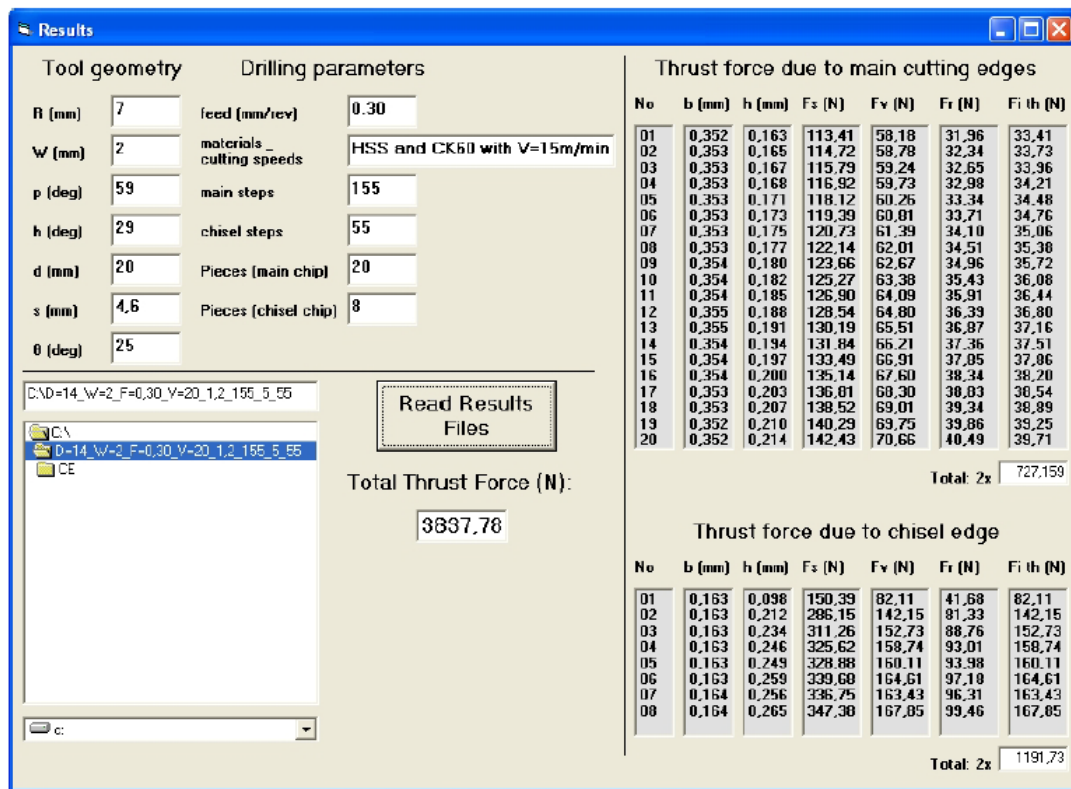 Results
Tool geometry Drilling parameters
R (mm) 7 feed (mm/rev) 0.30
W (mm) 2 materials _ cutting speeds HSS and CK60 with V=15m/min
p (deg) 59 main steps 155
h (deg) 29 chisel steps 55
d (mm) 20 Pieces (main chip) 20
s (mm) 4,6 Pieces (chisel chip) 8
θ (deg) 25
C:\D=14_W=2_F=0,30_V=20_1,2_155_5_55
C:\
D=14_W=2_F=0,30_V=20_1,2_155_5_55
CE
c:
Read Results
Files
Total Thrust Force (N):
3837,78
Thrust force due to main cutting edges
No b (mm) h (mm) Fs (N) Fv (N) Fr (N) Fi th (N)
01 0,352 0,163 113,41 58,18 31,96 33,41
02 0,353 0,165 114,72 58,78 32,34 33,73
03 0,353 0,167 115,79 59,24 32,65 33,96
04 0,353 0,168 116,92 59,73 32,98 34,21
05 0,353 0,171 118,12 60,26 33,34 34,48
06 0,353 0,173 119,39 60,81 33,71 34,76
07 0,353 0,175 120,73 61,39 34,10 35,06
08 0,353 0,177 122,14 62,01 34,51 35,38
09 0,354 0,180 123,66 62,67 34,96 35,72
10 0,354 0,182 125,27 63,38 35,43 36,08
11 0,354 0,185 126,90 64,09 35,91 36,44
12 0,355 0,188 128,54 64,80 36,39 36,80
13 0,355 0,191 130,19 65,51 36,87 37,16
14 0,354 0,194 131,84 66,21 37,36 37,51
15 0,354 0,197 133,49 66,91 37,85 37,86
16 0,354 0,200 135,14 67,60 38,34 38,20
17 0,353 0,203 136,81 68,30 38,83 38,54
18 0,353 0,207 138,52 69,01 39,34 38,89
19 0,352 0,210 140,29 69,75 39,86 39,25
20 0,352 0,214 142,43 70,66 40,49 39,71
Total: 2x 727,159
Thrust force due to chisel edge
No b (mm) h (mm) Fs (N) Fv (N) Fr (N) Fi th (N)
01 0,163 0,098 150,39 82,11 41,68 82,11
02 0,163 0,212 286,15 142,15 81,33 142,15
03 0,163 0,234 311,26 152,73 88,76 152,73
04 0,163 0,246 325,62 158,74 93,01 158,74
05 0,163 0,249 328,88 160,11 93,98 160,11
06 0,163 0,259 339,68 164,61 97,18 164,61
07 0,164 0,256 336,75 163,43 96,31 163,43
08 0,164 0,265 347,38 167,85 99,46 167,85
Total: 2x 1191,73